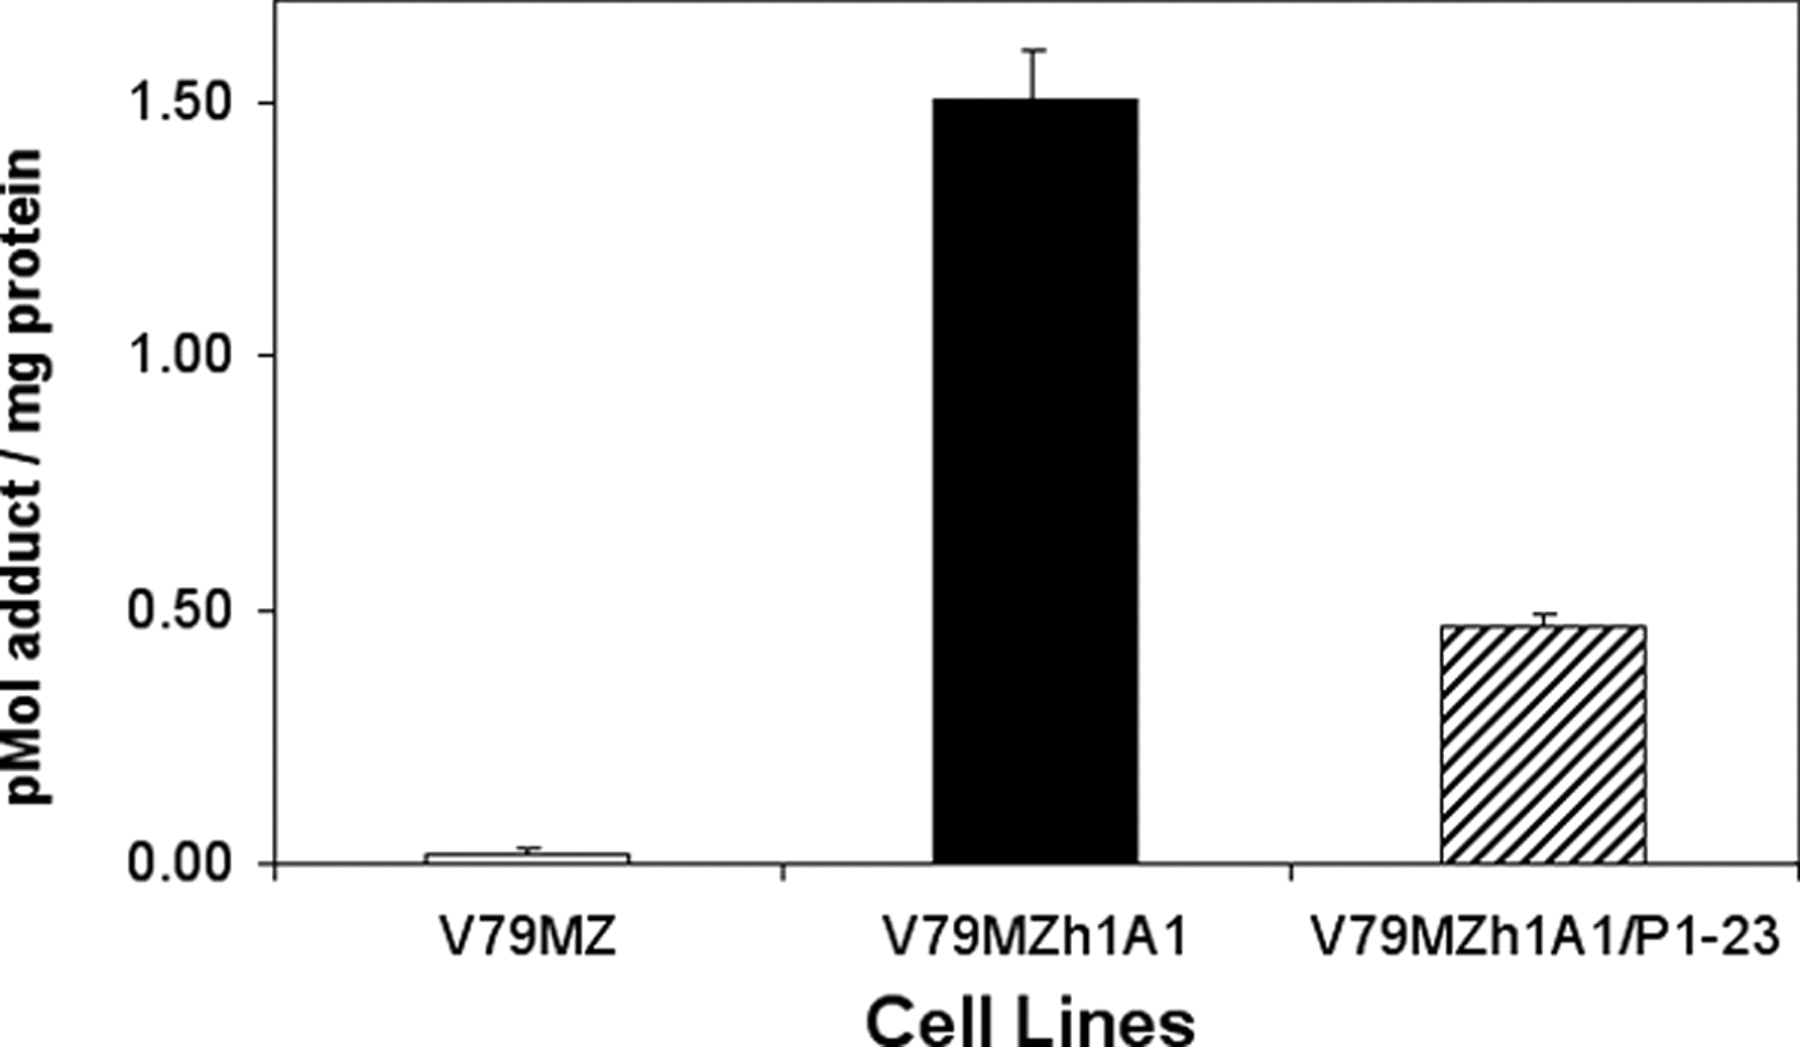 pMol adduct / mg protein
1.50
1.00
0.50
0.00
V79MZ
V79MZh1A1
V79MZh1A1/P1-23
Cell Lines